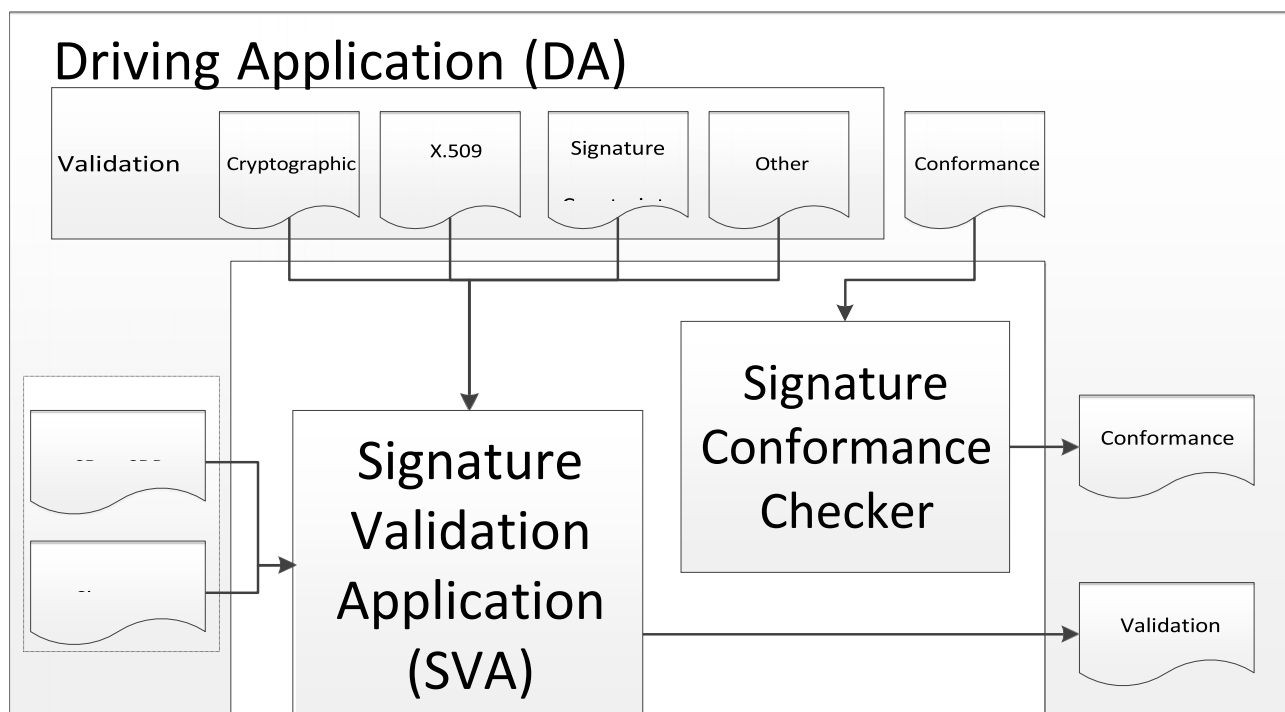 Driving Application (DA)
Validation
Cryptographic
X.509
Signature
Other
Conformance
Signature
Conformance
Checker
Conformance
Signature
Validation
Application
(SVA)
Validation